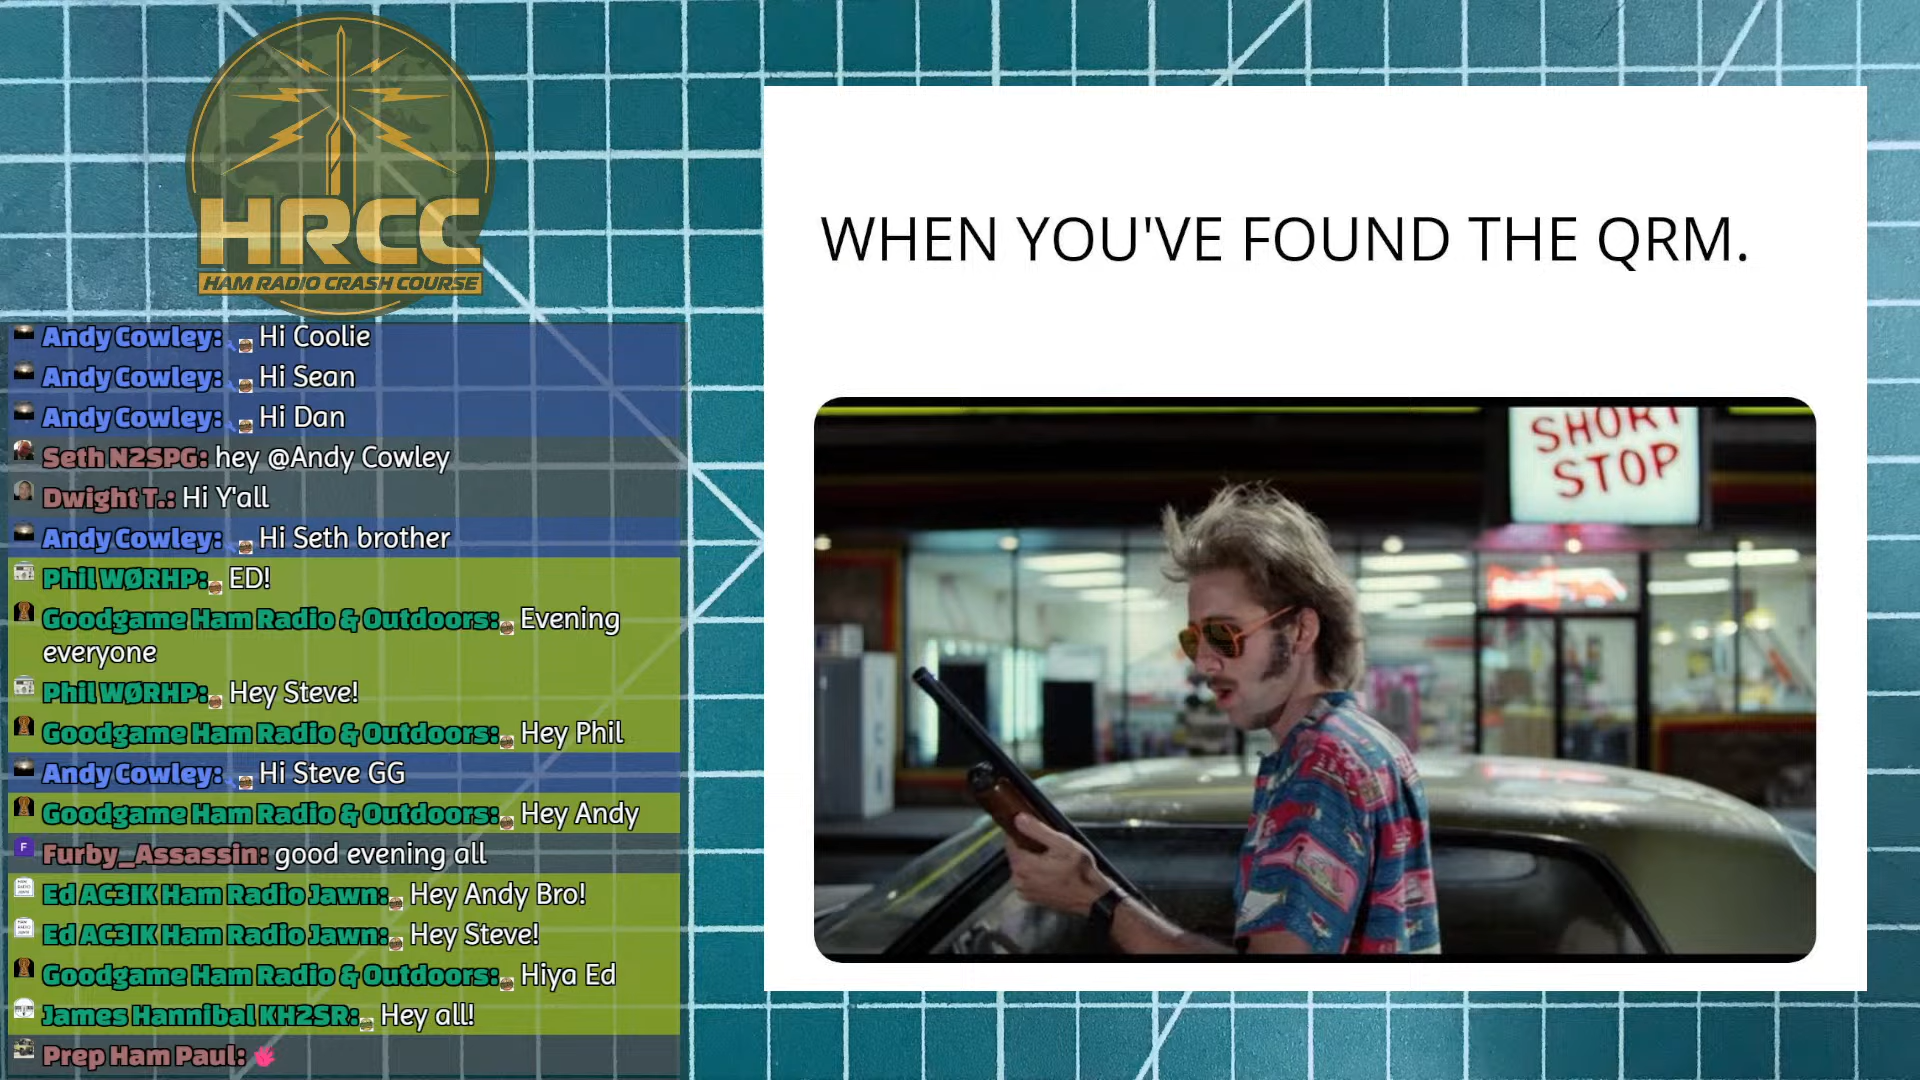 HRCC
HAM RADIO CRASH COURSE
Andy Cowley: Hi Coolie
Andy Cowley: Hi Sean
Andy Cowley: Hi Dan
Seth N2SPG: hey @Andy Cowley
Dwight T.: Hi Y'all
Andy Cowley: Hi Seth brother
Phil WØRHP: ED!
Goodgame Ham Radio & Outdoors: Evening
everyone
Phil WØRHP: Hey Steve!
Goodgame Ham Radio & Outdoors: Hey Phil
Andy Cowley: Hi Steve GG
Goodgame Ham Radio & Outdoors: Hey Andy
F
Furby_Assassin: good evening all
Ed AC3IK Ham Radio Jawn: Hey Andy Bro!
Ed AC3IK Ham Radio Jawn: Hey Steve!
Goodgame Ham Radio & Outdoors: Hiya Ed
James Hannibal KH2SR: Hey all!
Prep Ham Paul:
WHEN YOU'VE FOUND THE QRM.
SHORT
STOP